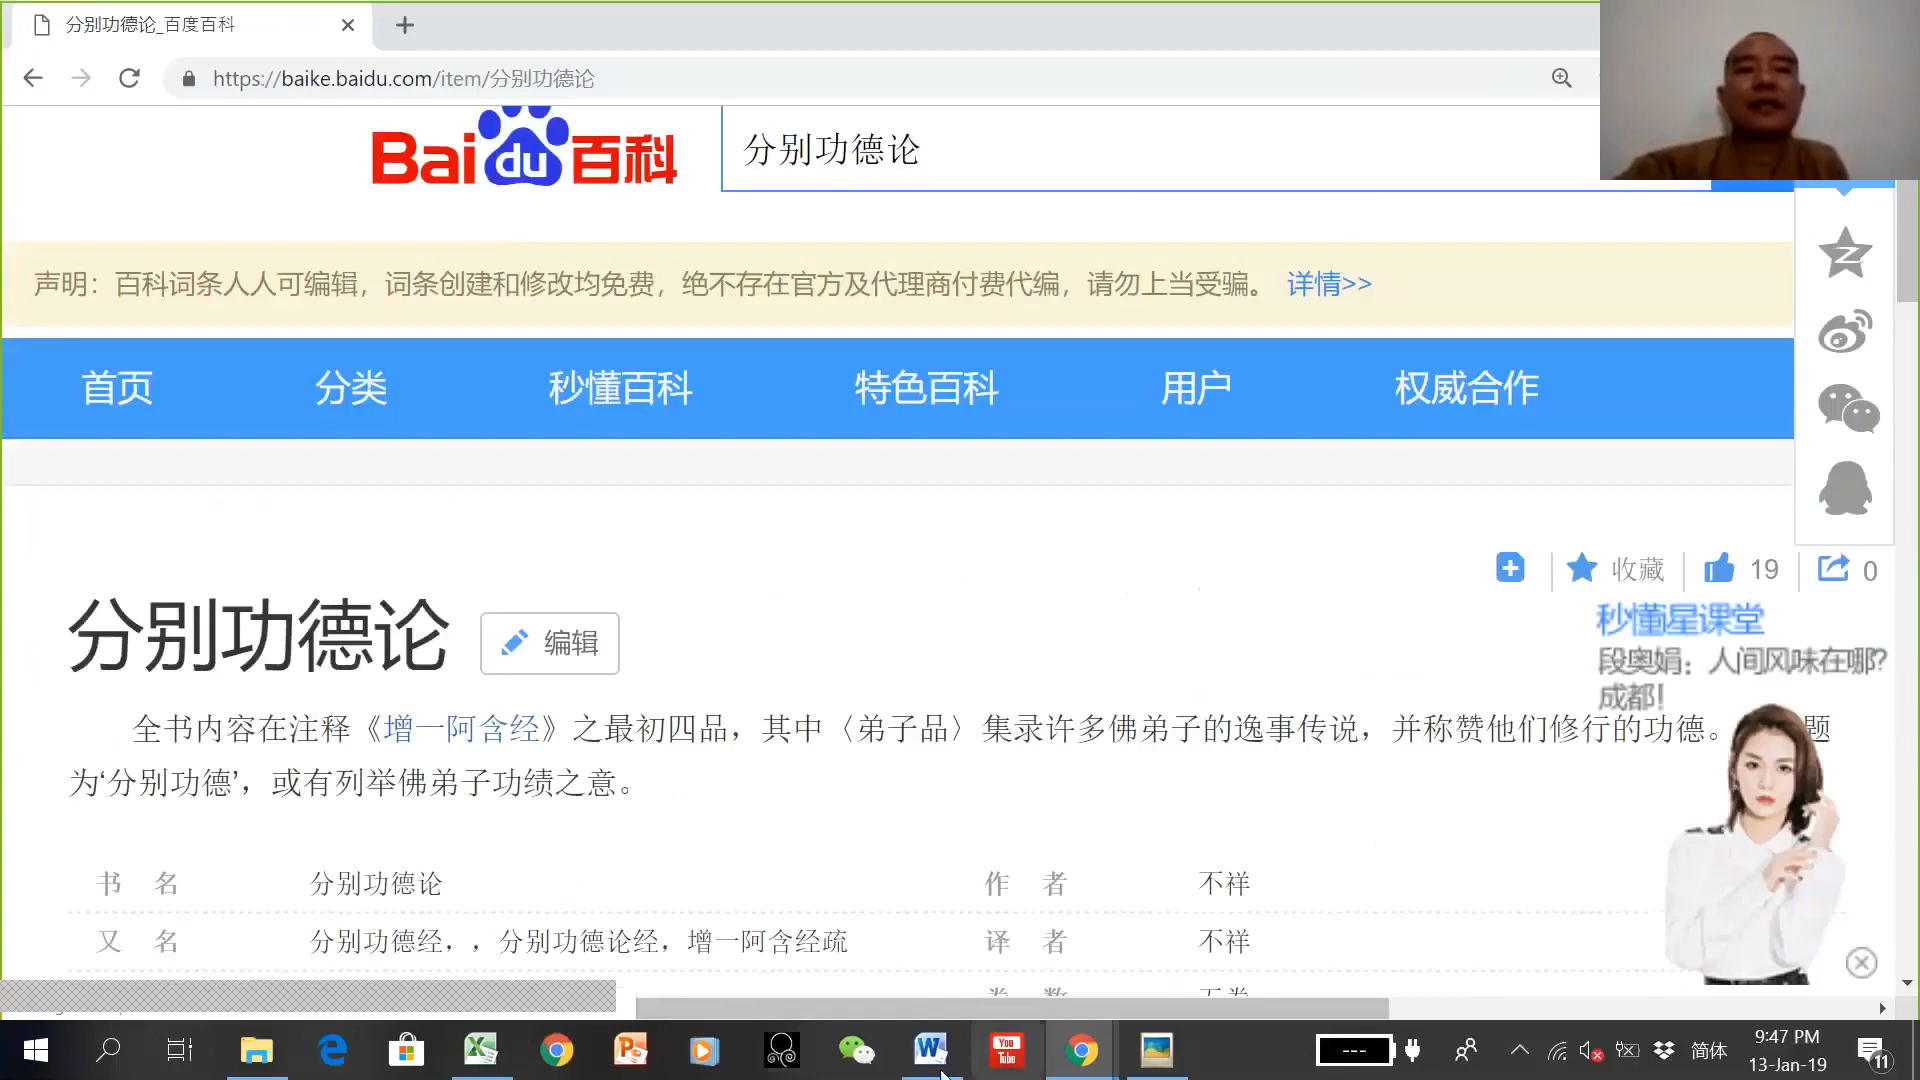 分别功德论_百度百科
https://baike.baidu.com/item/分别功德论
Baidu百科
分别功德论
声明：百科词条人人可编辑，词条创建和修改均免费，绝不存在官方及代理商付费代编，请勿上当受骗。 详情>>
首页 分类 秒懂百科 特色百科 用户 权威合作
收藏 19 0
分别功德论 编辑
秒懂星课堂
段奥娟：人间风味在哪?
成都!
全书内容在注释《增一阿含经》之最初四品，其中〈弟子品〉集录许多佛弟子的逸事传说，并称赞他们修行的功德。 题
为‘分别功德’，或有列举佛弟子功绩之意。
书 名 分别功德论 作 者 不祥
又 名 分别功德经，，分别功德论经，增一阿含经疏 译 者 不祥
You
Tube
简体
9:47 PM
13-Jan-19
11